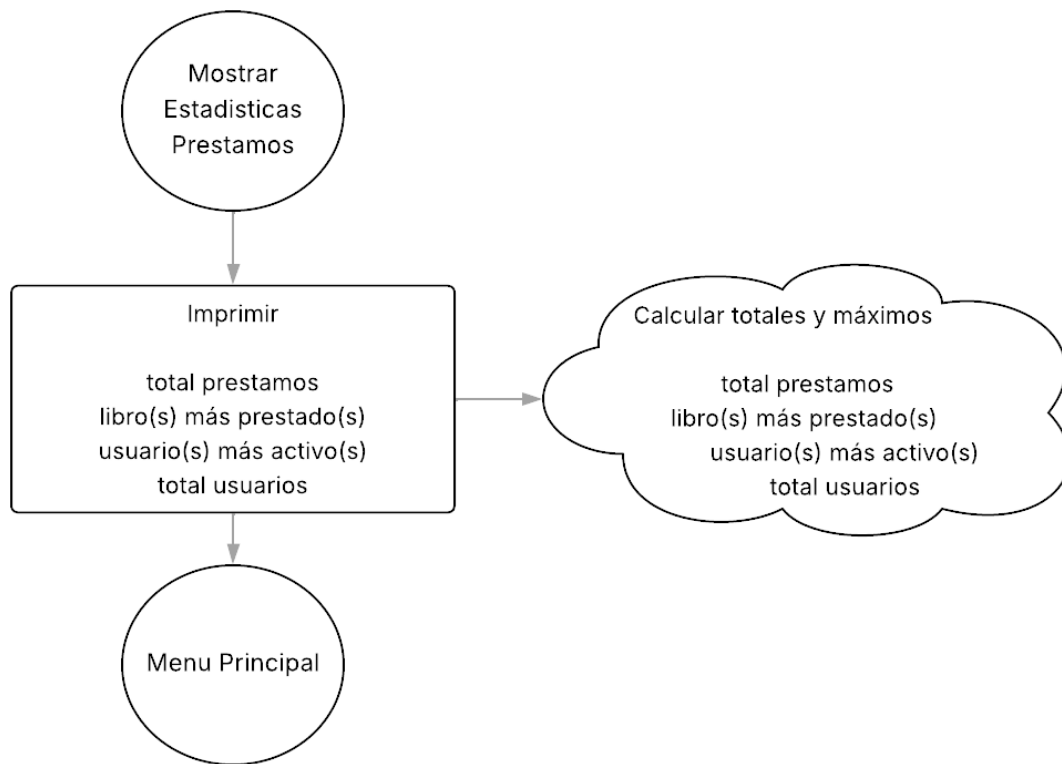 Mostrar
Estadisticas
Prestamos
Imprimir
total prestamos
libro(s) más prestado(s)
usuario(s) más activo(s)
total usuarios
Calcular totales y máximos
total prestamos
libro(s) más prestado(s)
usuario(s) más activo(s)
total usuarios
Menu Principal